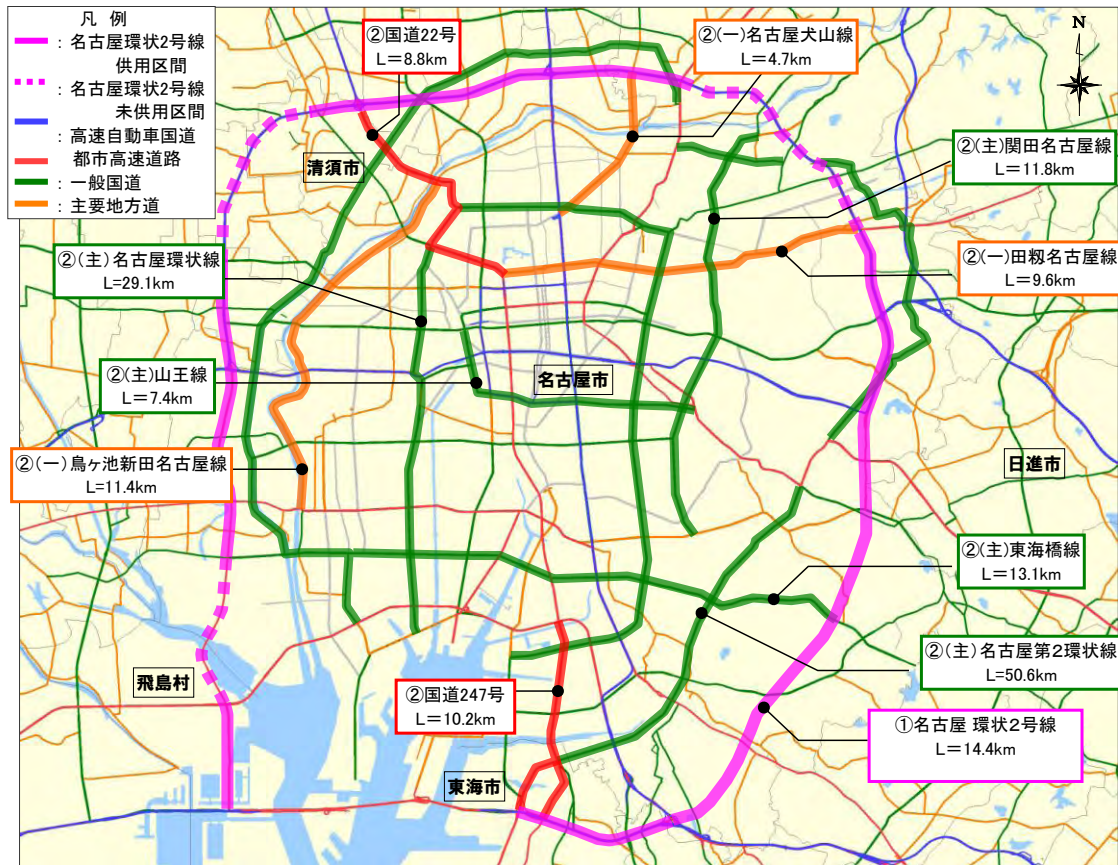 凡 例
: 名古屋環状2号線
供用区間
: 名古屋環状2号線
未供用区間
: 高速自動車国道
都市高速道路
: 一般国道
: 主要地方道
②国道22号
L=8.8km
②(一)名古屋犬山線
L=4.7km
N
清須市
②(主)関田名古屋線
L=11.8km
②(主)名古屋環状線
L=29.1km
②(一)田籾名古屋線
L=9.6km
②(主)山王線
L=7.4km
名古屋市
②(一)鳥ヶ池新田名古屋線
L=11.4km
日進市
②(主)東海橋線
L=13.1km
②(主)名古屋第2環状線
L=50.6km
飛島村
②国道247号
L=10.2km
①名古屋 環状2号線
L=14.4km
東海市